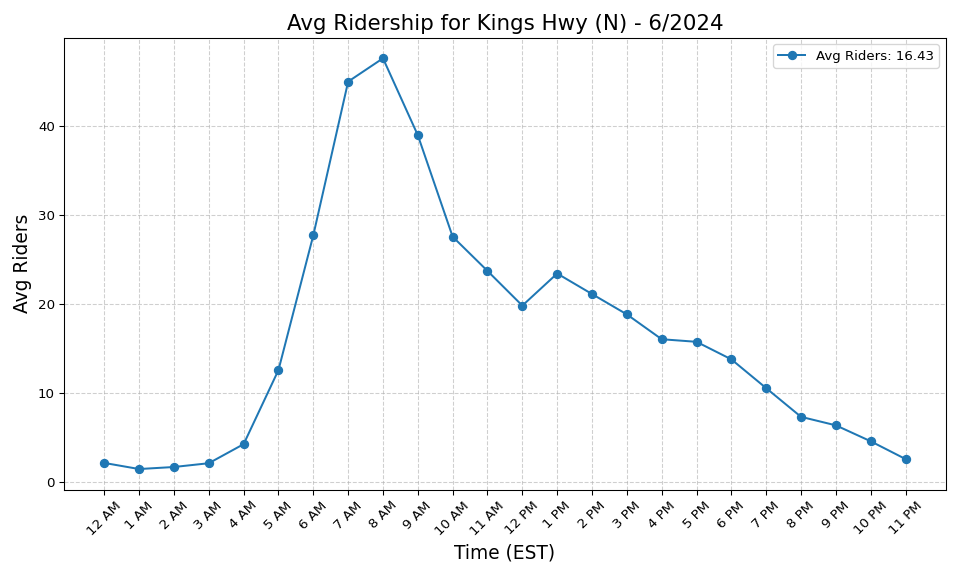 Avg Ridership for Kings Hwy (N) - 6/2024
Avg Riders: 16.43
Avg Riders
40
30
20
10
0
12 AM
1 AM
2 AM
3 AM
4 AM
5 AM
6 AM
7 AM
8 AM
9 AM
10 AM
11 AM
12 PM
1 PM
2 PM
3 PM
4 PM
5 PM
6 PM
7 PM
8 PM
9 PM
10 PM
11 PM
Time (EST)